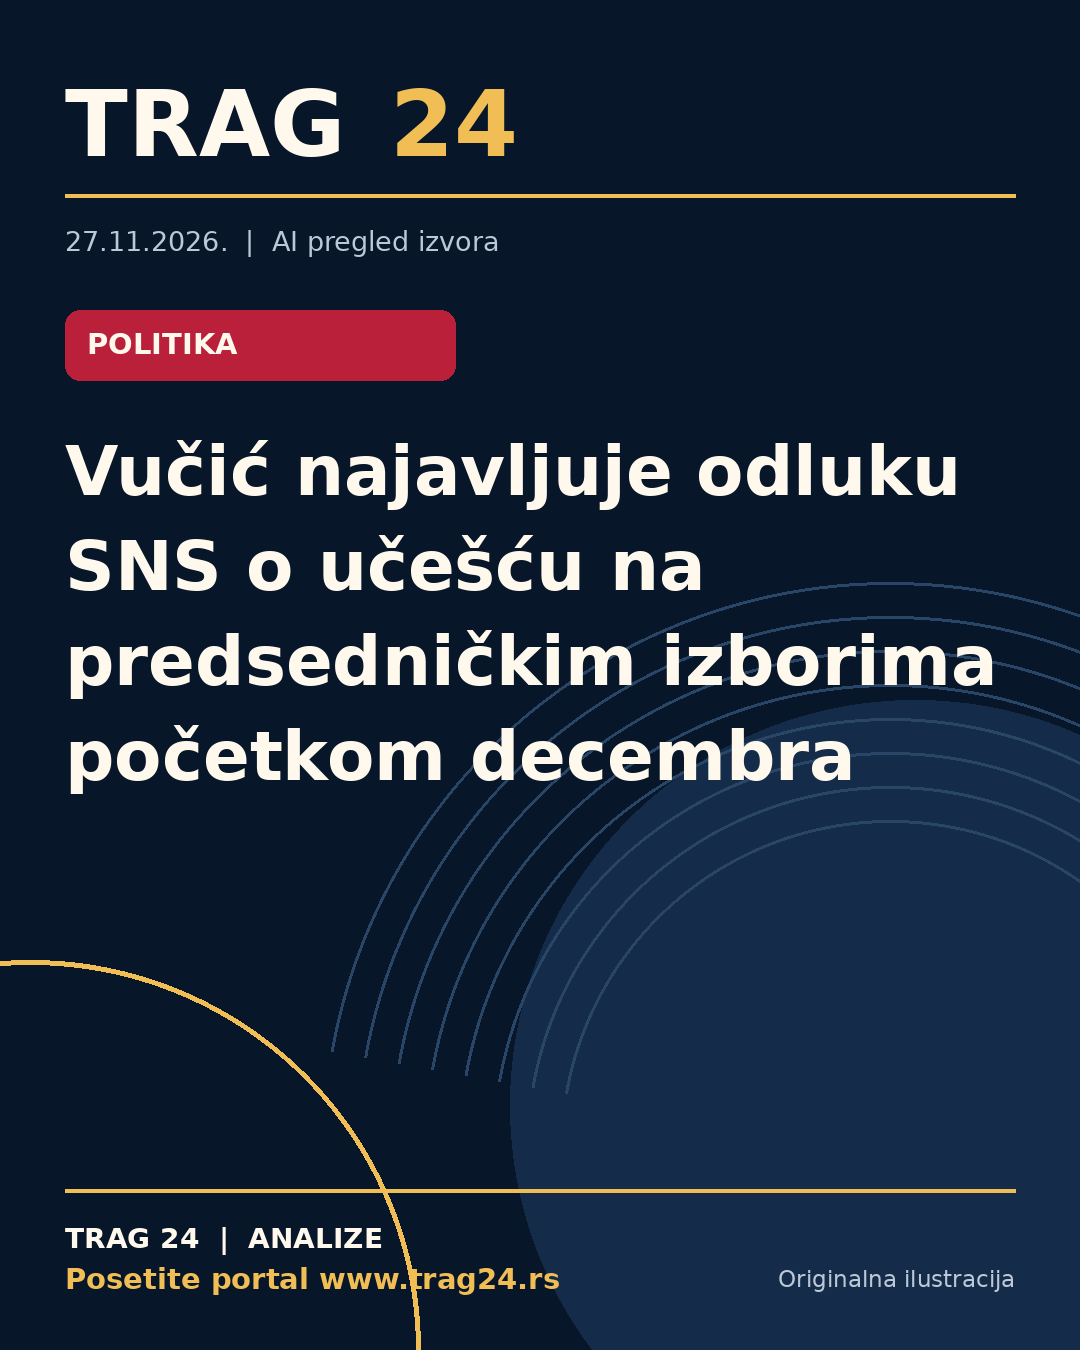 TRAG 24
27.11.2026. | AI pregled izvora
POLITIKA
Vučić najavljuje odluku
SNS o učešću na
predsedničkim izborima
početkom decembra
TRAG 24 | ANALIZE
Posetite portal www.trag24.rs
Originalna ilustracija